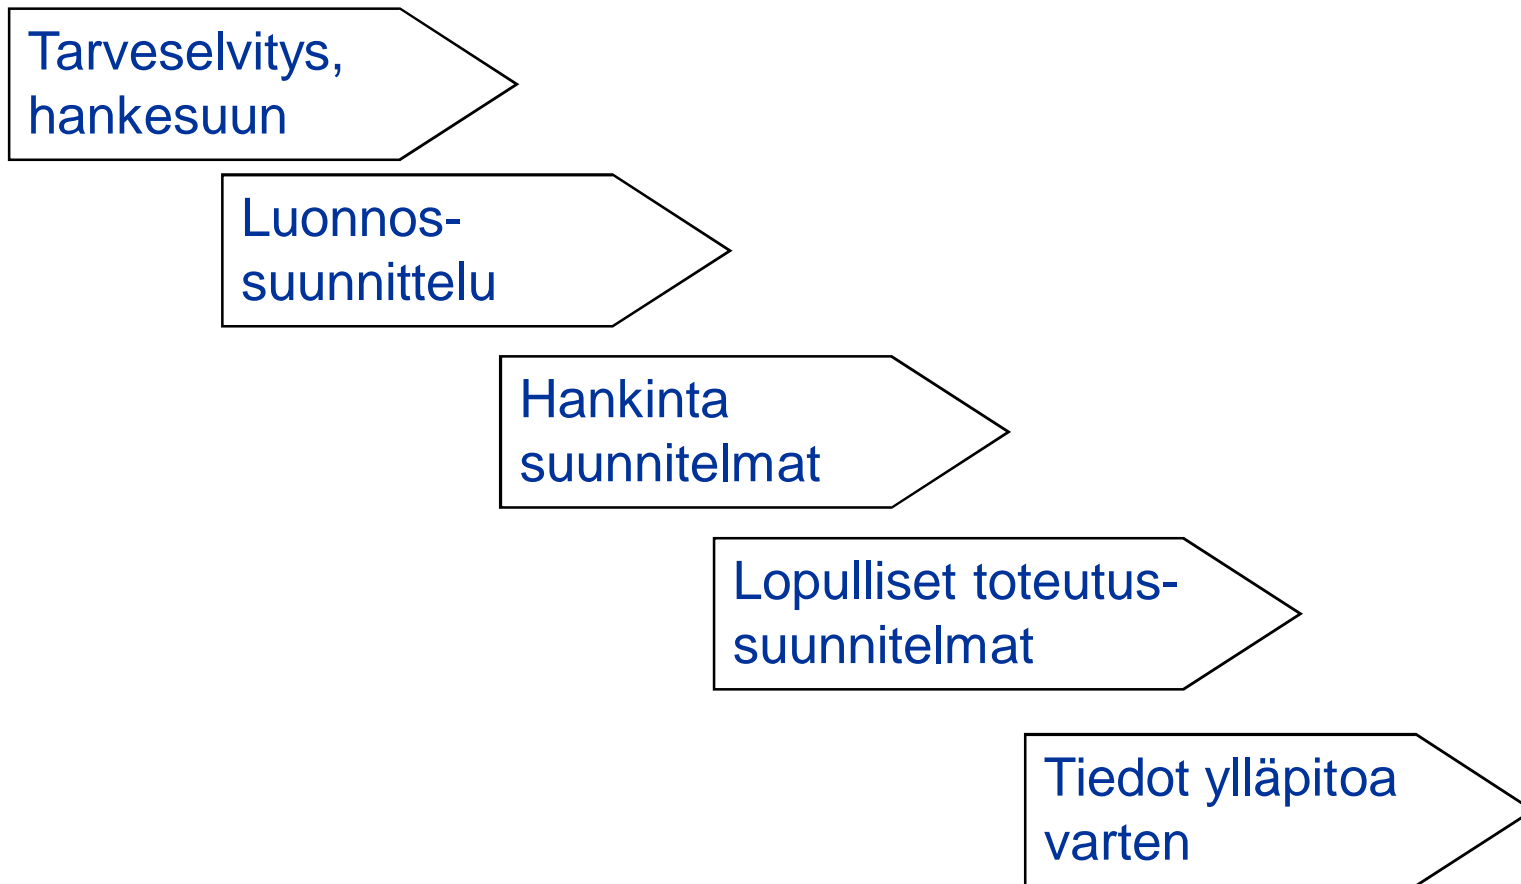 Tarveselvitys,
hankesuun
Luonnos-
suunnittelu
Hankinta
suunnitelmat
Lopulliset toteutus-
suunnitelmat
Tiedot ylläpitoa
varten